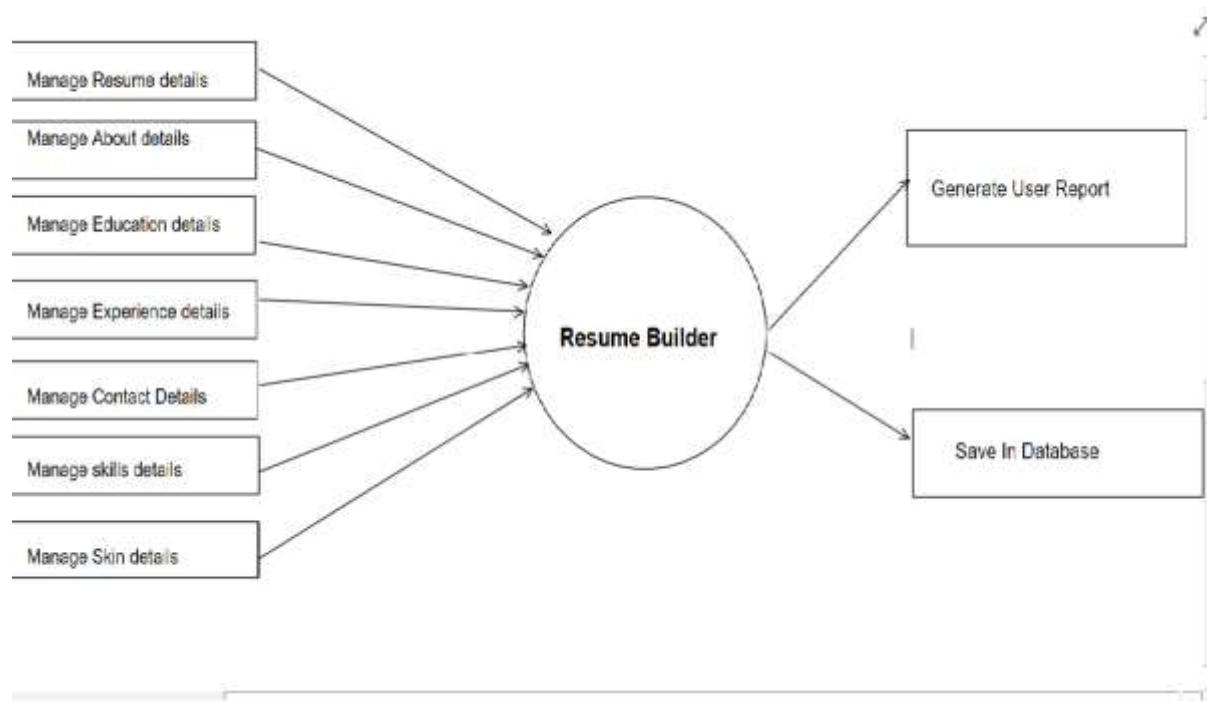 Manage Resume details
Manage About details
Manage Education details
Manage Experience details
Manage Contact Details
Manage skills details
Manage Skin details
Resume Builder
Generate User Report
Save In Database